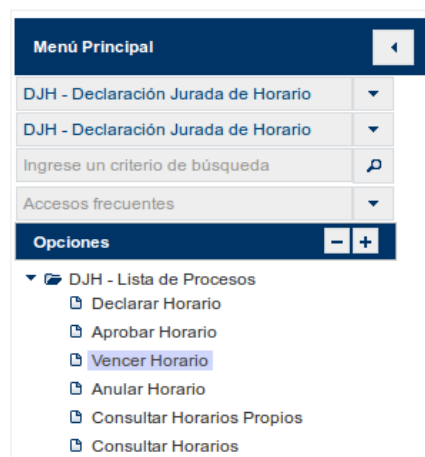 Menú Principal
DJH - Declaración Jurada de Horario
DJH - Declaración Jurada de Horario
Ingrese un criterio de búsqueda
Accesos frecuentes
Opciones
DJH - Lista de Procesos
Declarar Horario
Aprobar Horario
Vencer Horario
Anular Horario
Consultar Horarios Propios
Consultar Horarios